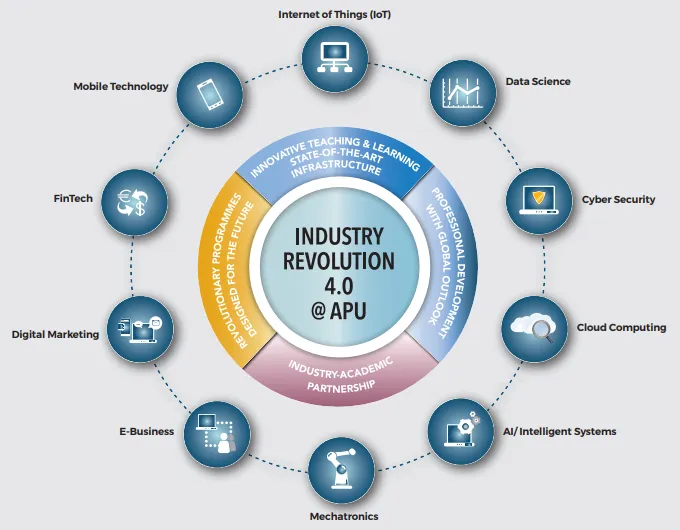 Internet of Things (IoT)
Mobile Technology
Data Science
FinTech
Cyber Security
Digital Marketing
Cloud Computing
E-Business
AI/ Intelligent Systems
Mechatronics
INNOVATIVE TEACHING & LEARNING
STATE-OF-THE-ART
INFRASTRUCTURE
PROFESSIONAL DEVELOPMENT
WITH GLOBAL OUTLOOK
INDUSTRY-ACADEMIC
PARTNERSHIP
REVOLUTIONARY PROGRAMMES
DESIGNED FOR THE FUTURE
INDUSTRY
REVOLUTION
4.0
@ APU
€
$